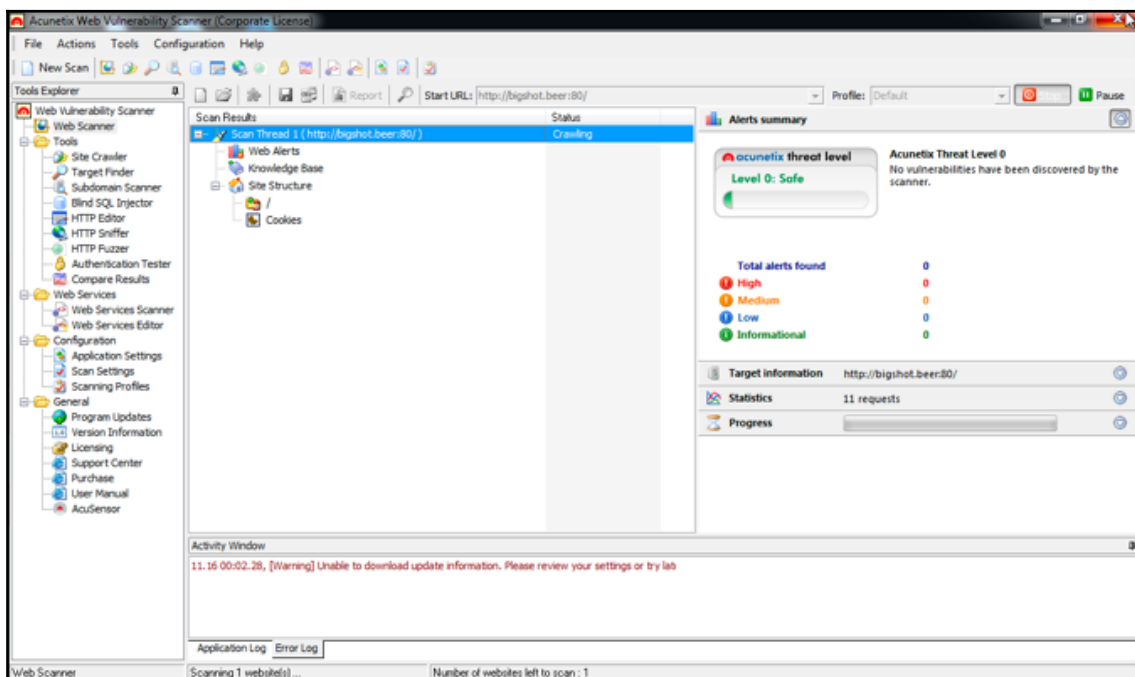 Acunetix Web Vulnerability Scanner (Corporate License)
File Actions Tools Configuration Help
New Scan
Tools Explorer
Report
Start URL: http://bigshot.beer:80/
Profile: Default
Pause
Web Vulnerability Scanner
Web Scanner
Tools
Site Crawler
Target Finder
Subdomain Scanner
Blind SQL Injector
HTTP Editor
HTTP Sniffer
HTTP Fuzzer
Authentication Tester
Compare Results
Web Services
Web Services Scanner
Web Services Editor
Configuration
Application Settings
Scan Settings
Scanning Profiles
General
Program Updates
Version Information
Licensing
Support Center
Purchase
User Manual
AcuSensor
Scan Results Status
Scan Thread 1 ( http://bigshot.beer:80/ ) Crawling
Web Alerts
Knowledge Base
Site Structure
/
Cookies
Alerts summary
acunetix threat level
Level 0: Safe
Acunetix Threat Level 0
No vulnerabilities have been discovered by the
scanner.
Total alerts found 0
High 0
Medium 0
Low 0
Informational 0
Target information http://bigshot.beer:80/
Statistics 11 requests
Progress
Activity Window
11.16 00:02.28, [Warning] Unable to download update information. Please review your settings or try lab
Application Log Error Log
Web Scanner Scanning 1 website(s) ... Number of websites left to scan : 1